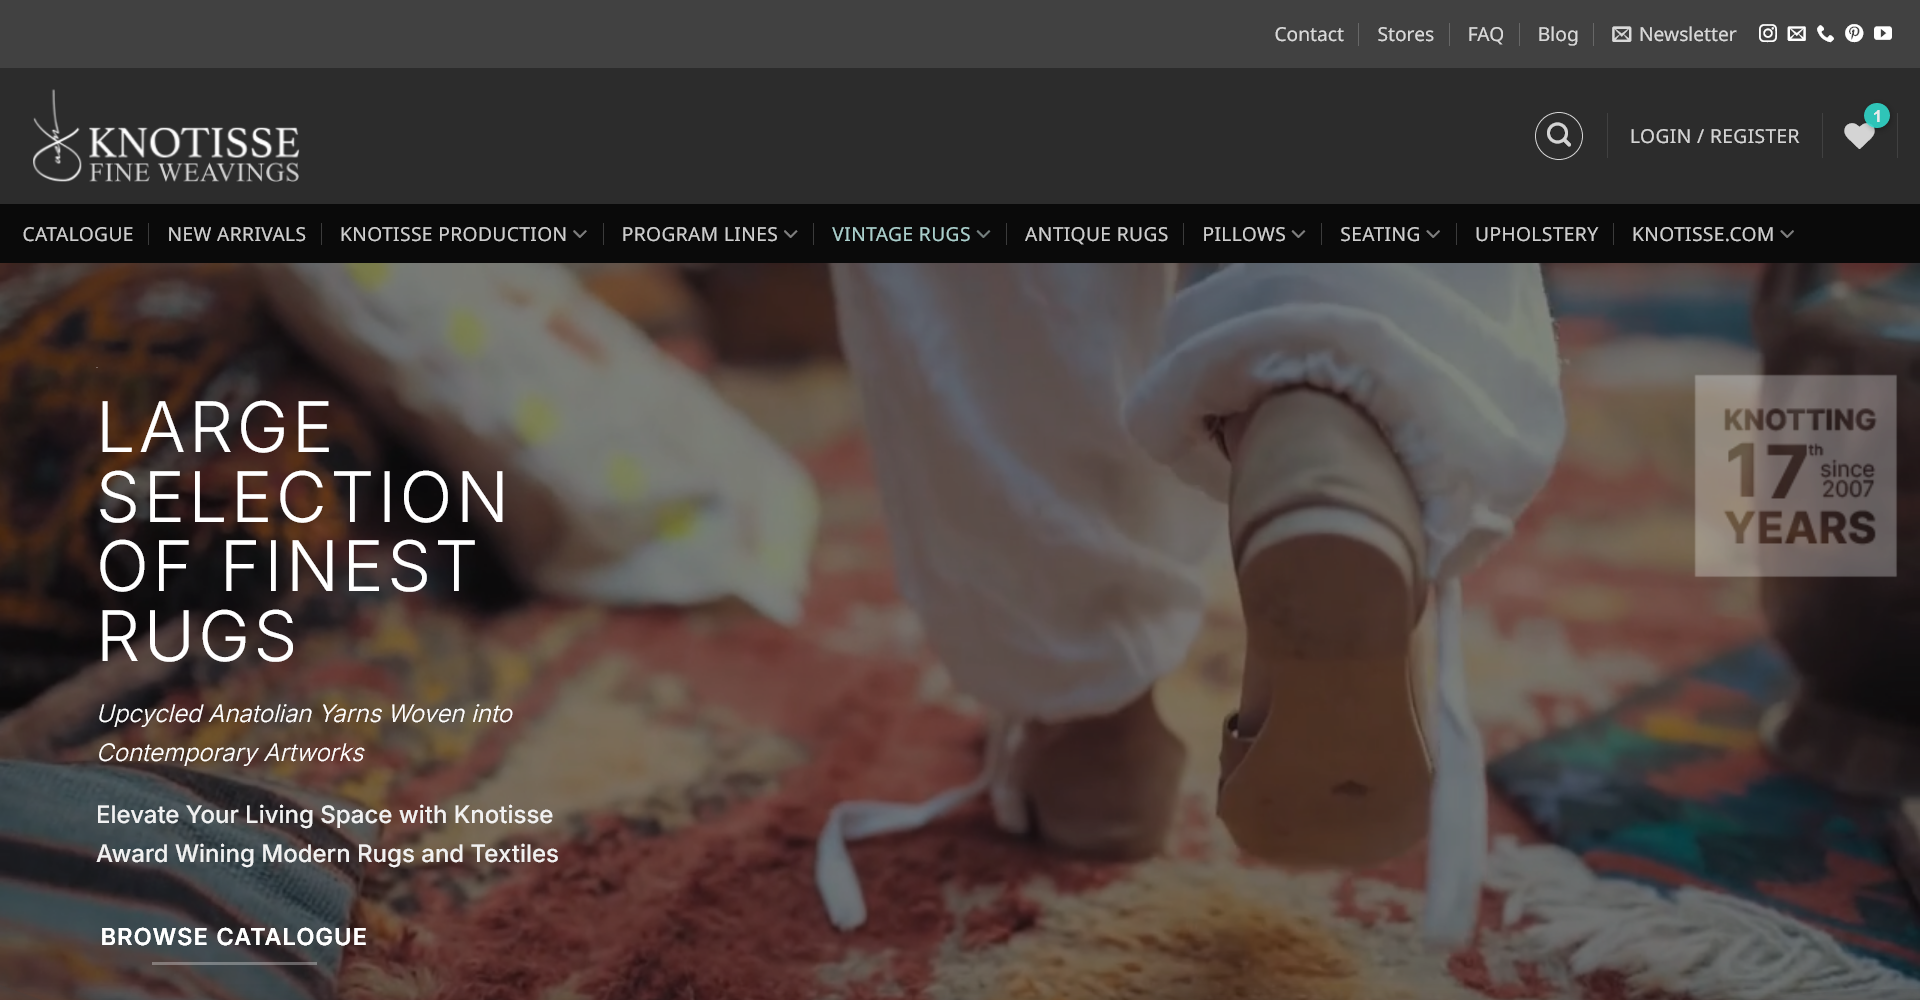 Contact
Stores
FAQ
Blog
Newsletter
KNOTISSE
FINE WEAVINGS
LOGIN / REGISTER
1
CATALOGUE
NEW ARRIVALS
KNOTISSE PRODUCTION
PROGRAM LINES
VINTAGE RUGS
ANTIQUE RUGS
PILLOWS
SEATING
UPHOLSTERY
KNOTISSE.COM
LARGE
SELECTION
OF FINEST
RUGS
Upcycled Anatolian Yarns Woven into
Contemporary Artworks
Elevate Your Living Space with Knotisse
Award Wining Modern Rugs and Textiles
BROWSE CATALOGUE
KNOTTING
17th since
2007
YEARS